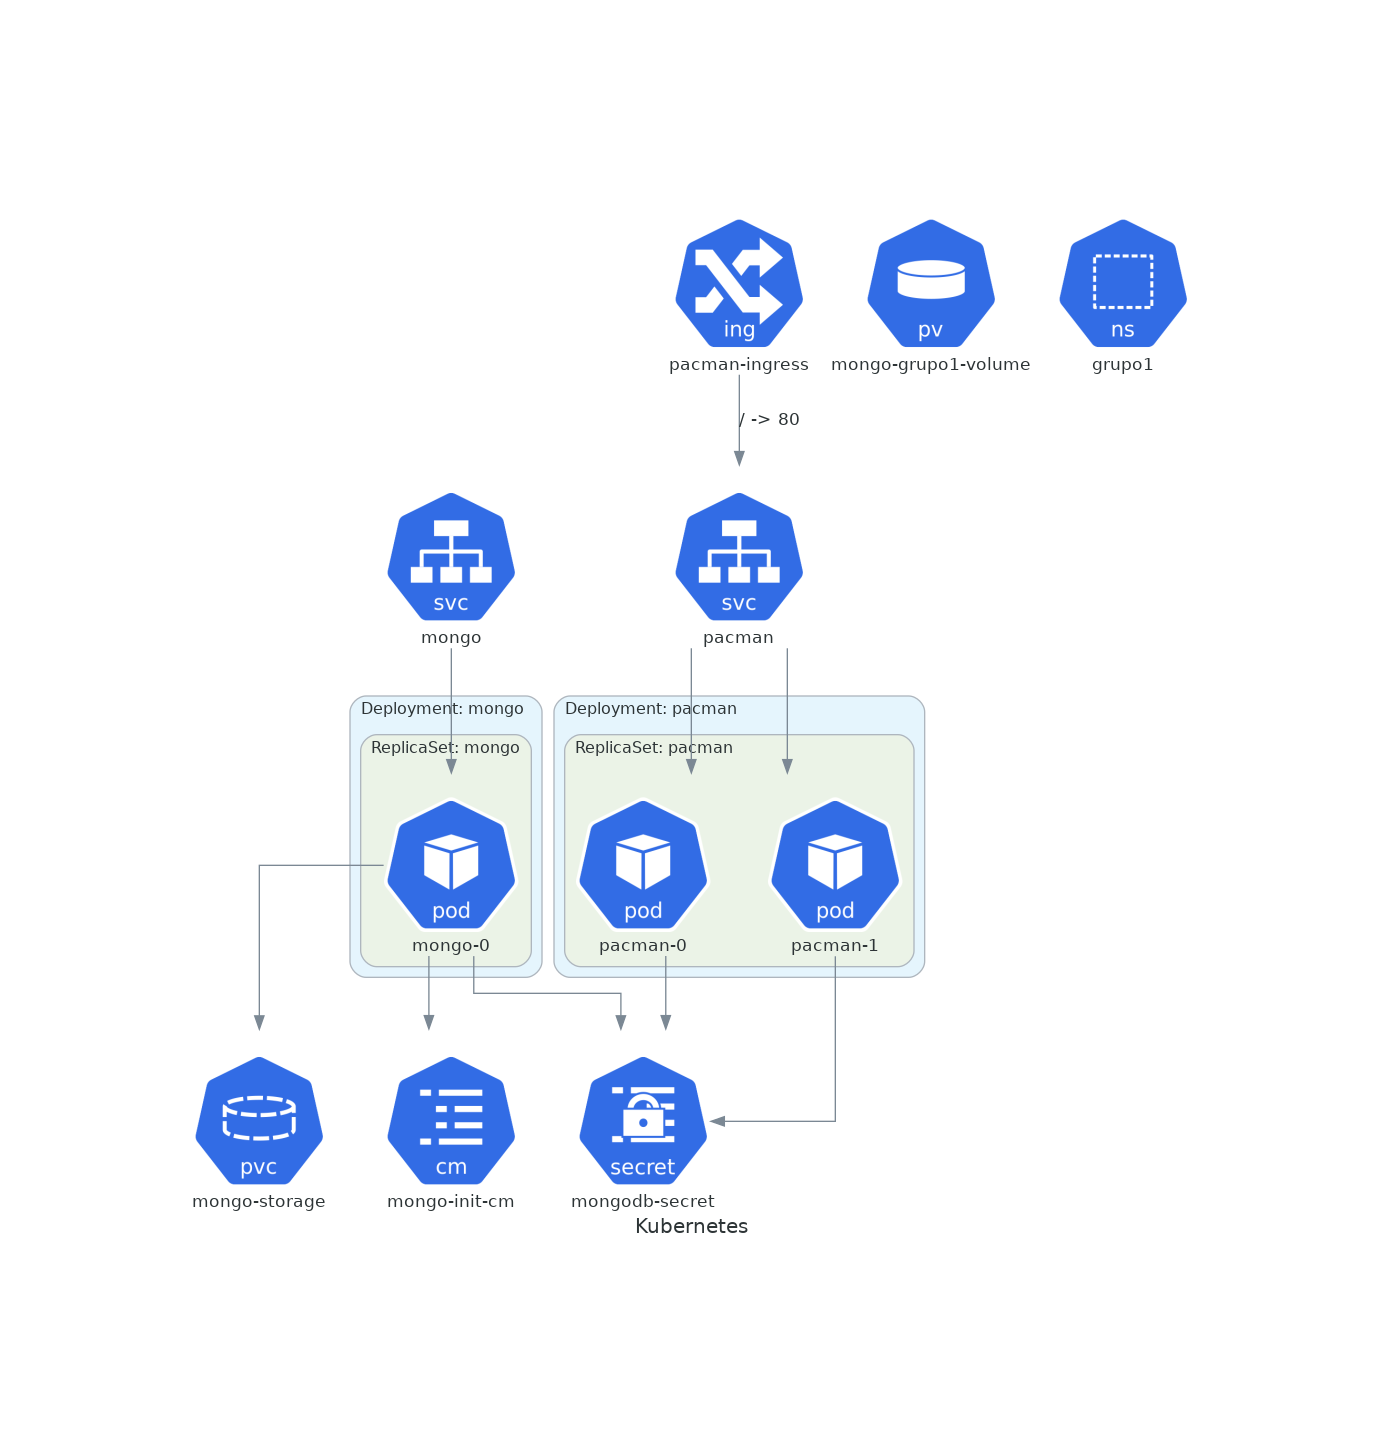 ing
pv
ns
pacman-ingress
mongo-grupo1-volume
grupo1
/ -> 80
svc
svc
mongo
pacman
Deployment: mongo
Deployment: pacman
ReplicaSet: mongo
ReplicaSet: pacman
pod
pod
pod
mongo-0
pacman-0
pacman-1
pvc
cm
secret
mongo-storage
mongo-init-cm
mongodb-secret
Kubernetes